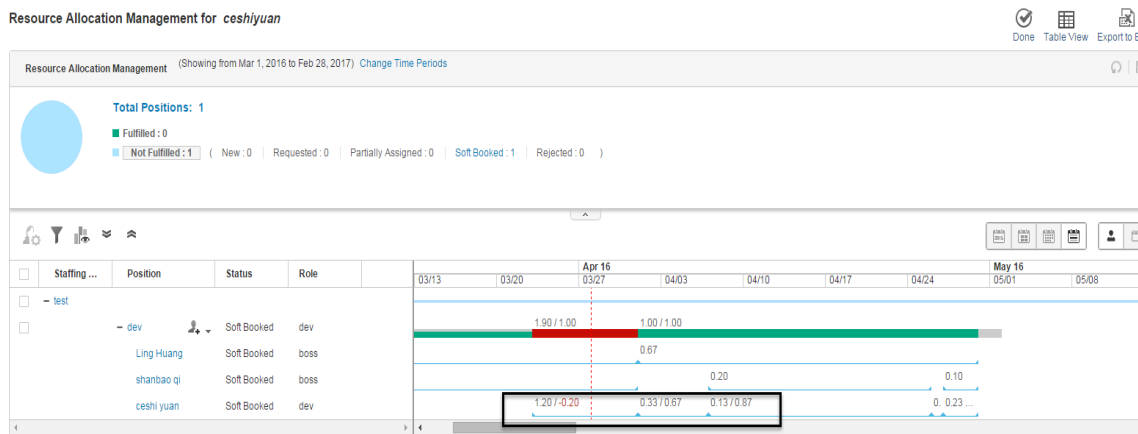 Resource Allocation Management for ceshiyuan
Done Table View Export to E
Resource Allocation Management (Showing from Mar 1, 2016 to Feb 28, 2017) Change Time Periods
Total Positions: 1
Fulfilled : 0
Not Fulfilled : 1 ( New : 0 Requested : 0 Partially Assigned : 0 Soft Booked : 1 Rejected : 0 )
Staffing ... Position Status Role
Apr 16 May 16
03/13 03/20 03/27 04/03 04/10 04/17 04/24 05/01 05/08
− test
− dev Soft Booked dev 1.90 / 1.00 1.00 / 1.00
Ling Huang Soft Booked boss 0.67
shanbao qi Soft Booked boss 0.20 0.10
ceshi yuan Soft Booked dev 1.20 / -0.20 0.33 / 0.67 0.13 / 0.87 0. 0.23 ...